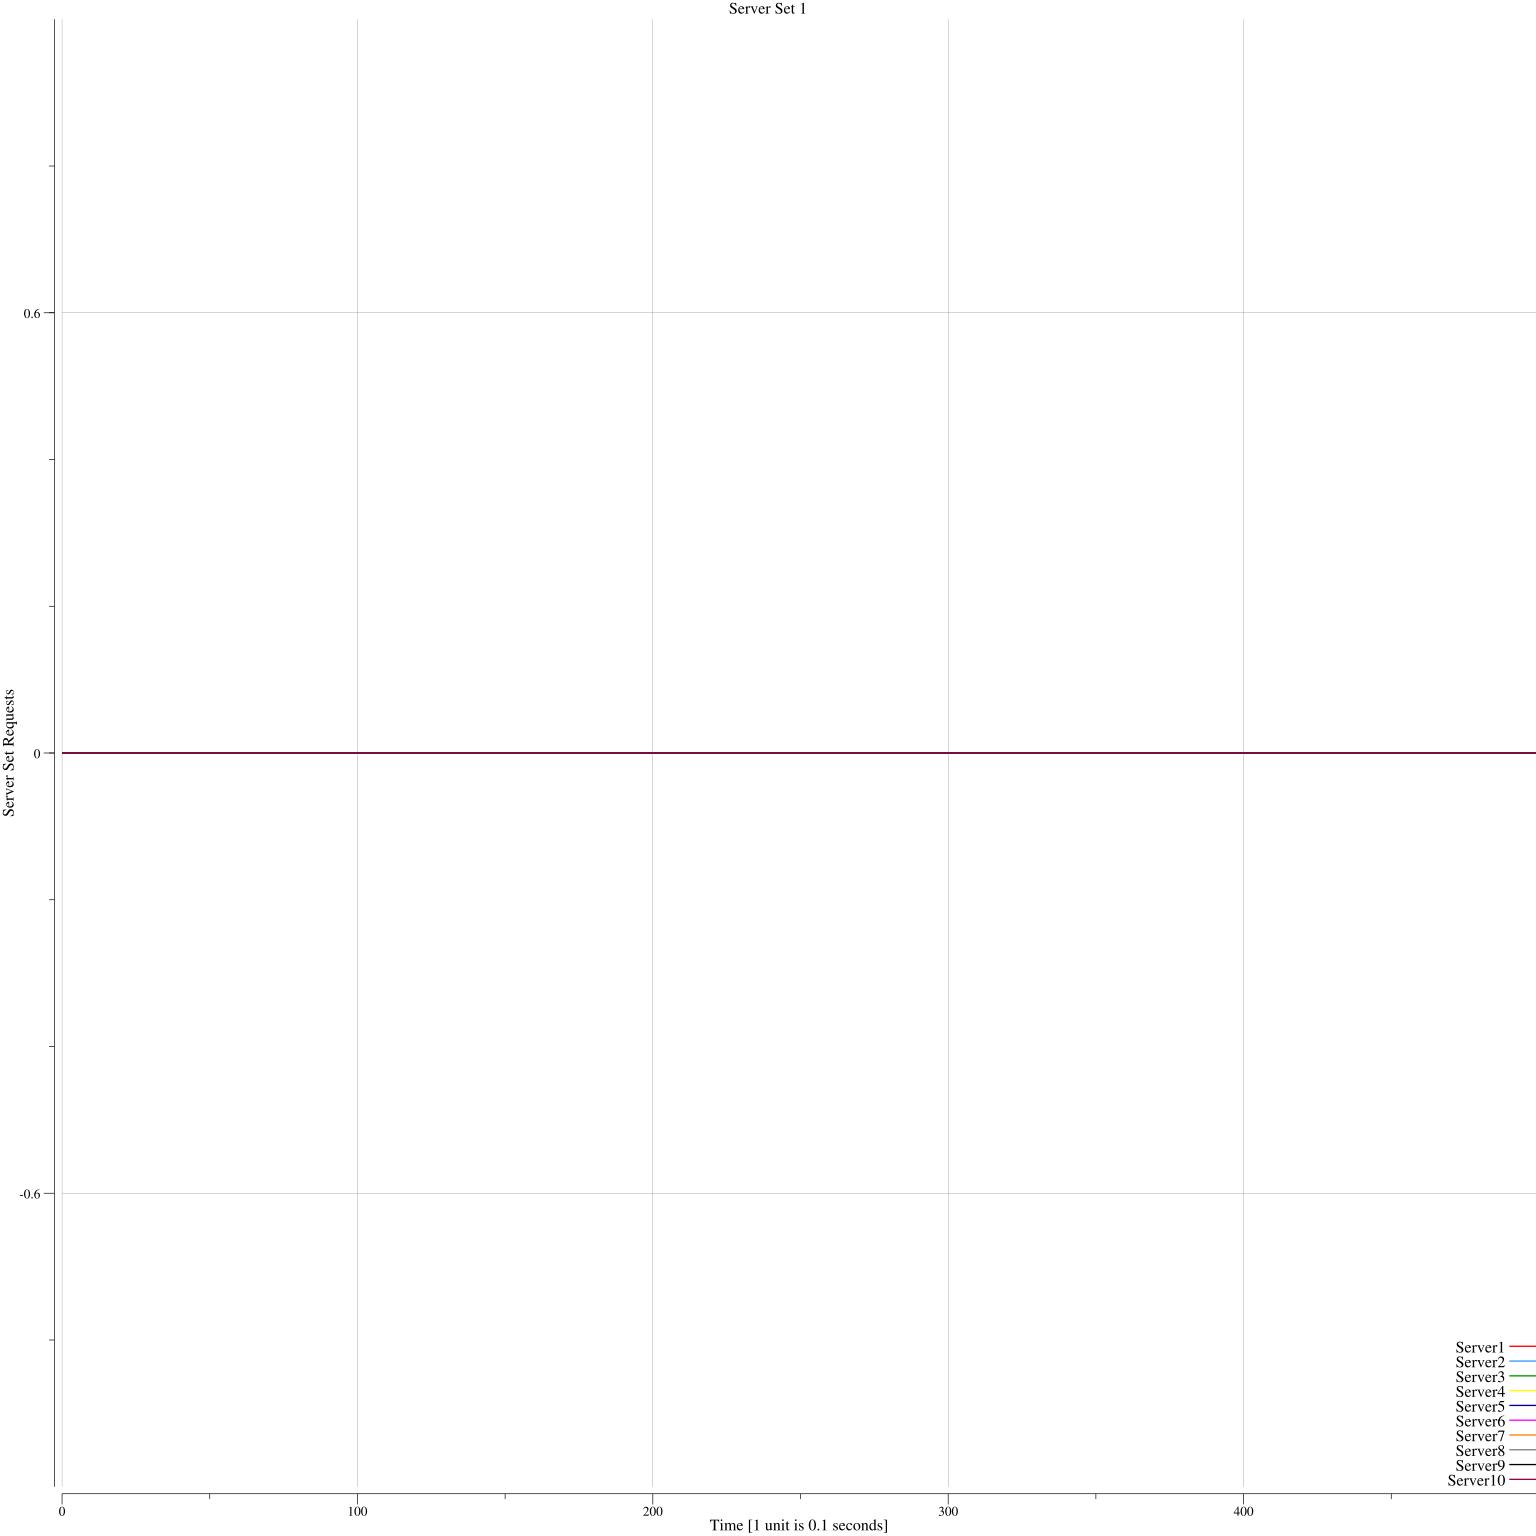 Server Set 1
0.6
0
-0.6
Server Set Requests
Server1
Server2
Server3
Server4
Server5
Server6
Server7
Server8
Server9
Server10
0 100 200 300 400
Time [1 unit is 0.1 seconds]